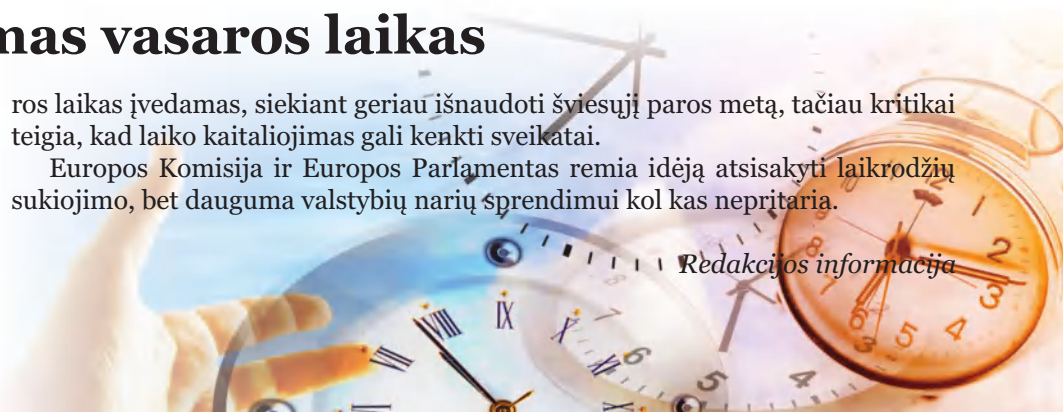 mas vasaros laikas
ros laikas įvedamas, siekiant geriau išnaudoti šviesųjį paros metą, tačiau kritikai
teigia, kad laiko kaitaliojimas gali kenkti sveikatai.
Europos Komisija ir Europos Parlamentas remia idėją atsisakyti laikrodžių
sukiojimo, bet dauguma valstybių narių sprendimui kol kas nepritaria.
Redakcijos informacija